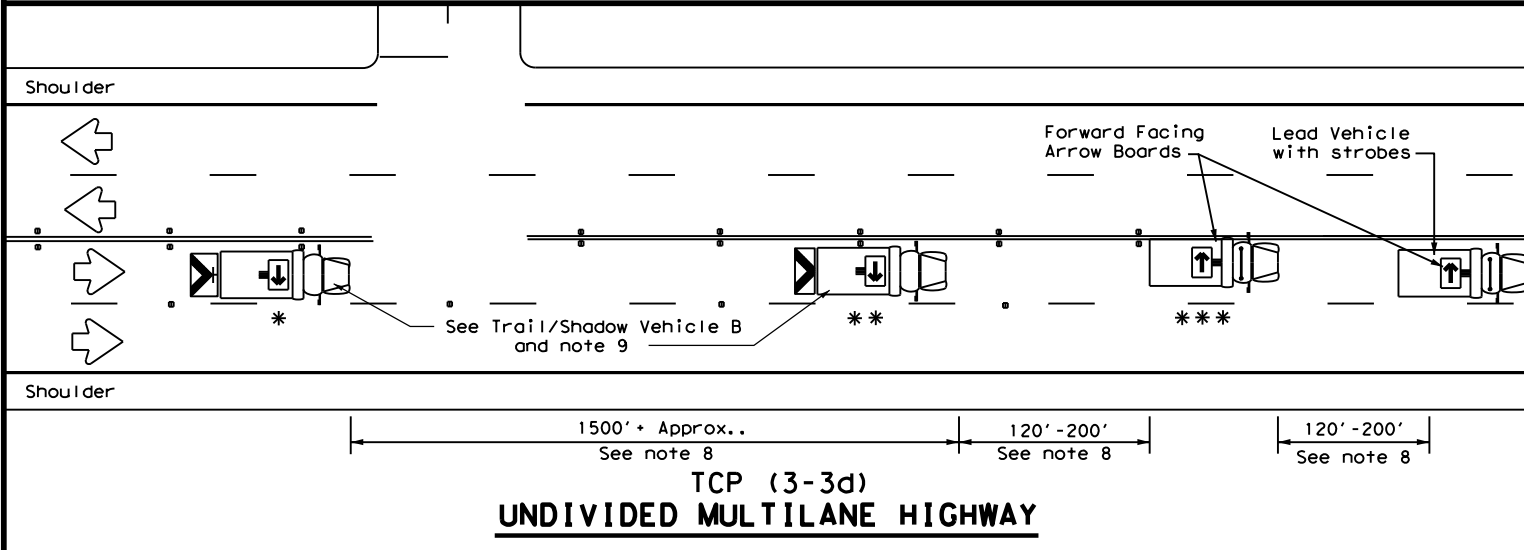 Shoulder
Forward Facing
Arrow Boards
Lead Vehicle
with strobes
*
**
***
See Trail/Shadow Vehicle B
and note 9
Shoulder
1500'+ Approx..
See note 8
120'-200'
See note 8
120'-200'
See note 8
TCP (3-3d)
UNDIVIDED MULTILANE HIGHWAY